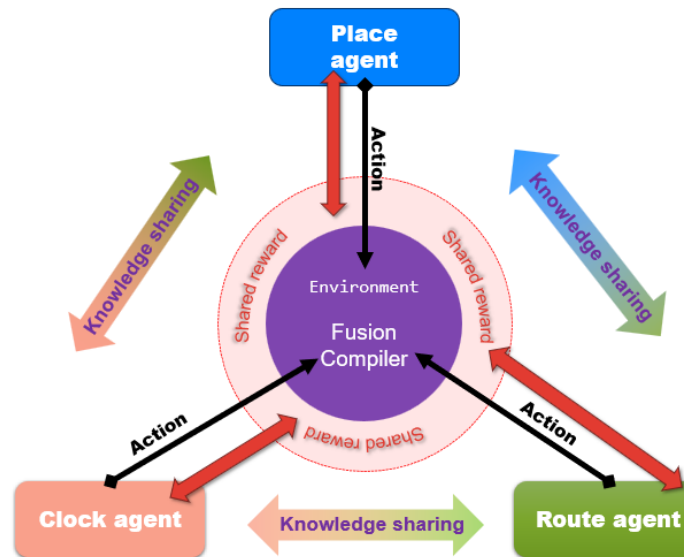 Place
agent
Action
Knowledge sharing
Knowledge sharing
Shared reward
Shared reward
Environment
Fusion
Compiler
Action
Action
Shared reward
Clock agent
Knowledge sharing
Route agent